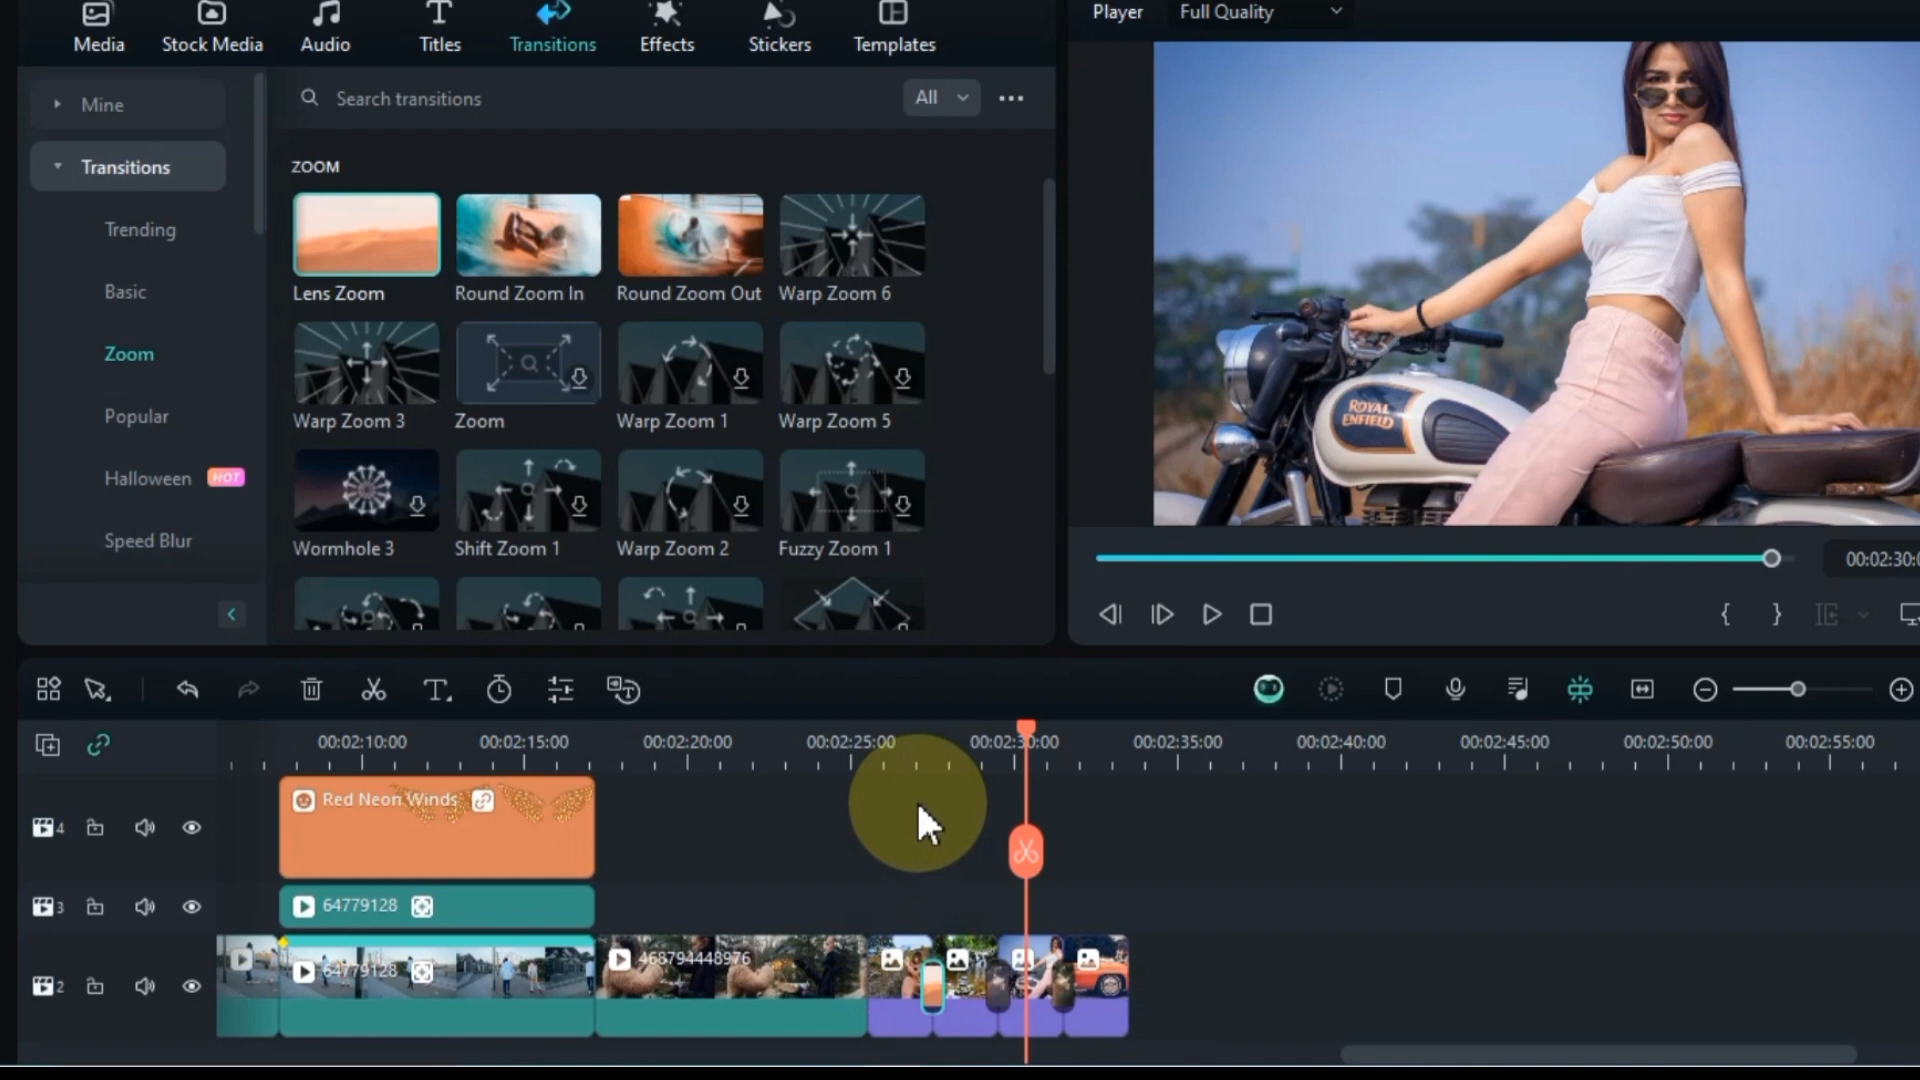 Media Stock Media Audio Titles Transitions Effects Stickers Templates
Player Full Quality
Mine
Transitions
Trending
Basic
Zoom
Popular
Halloween HOT
Speed Blur
Search transitions All
ZOOM
Lens Zoom Round Zoom In Round Zoom Out Warp Zoom 6
Warp Zoom 3 Zoom Warp Zoom 1 Warp Zoom 5
Wormhole 3 Shift Zoom 1 Warp Zoom 2 Fuzzy Zoom 1
ROYAL
ENFIELD
00:02:30:0
00:02:10:00 00:02:15:00 00:02:20:00 00:02:25:00 00:02:30:00 00:02:35:00 00:02:40:00 00:02:45:00 00:02:50:00 00:02:55:00
4 Red Neon Winds
3 64779128
2 64779128 468794448976